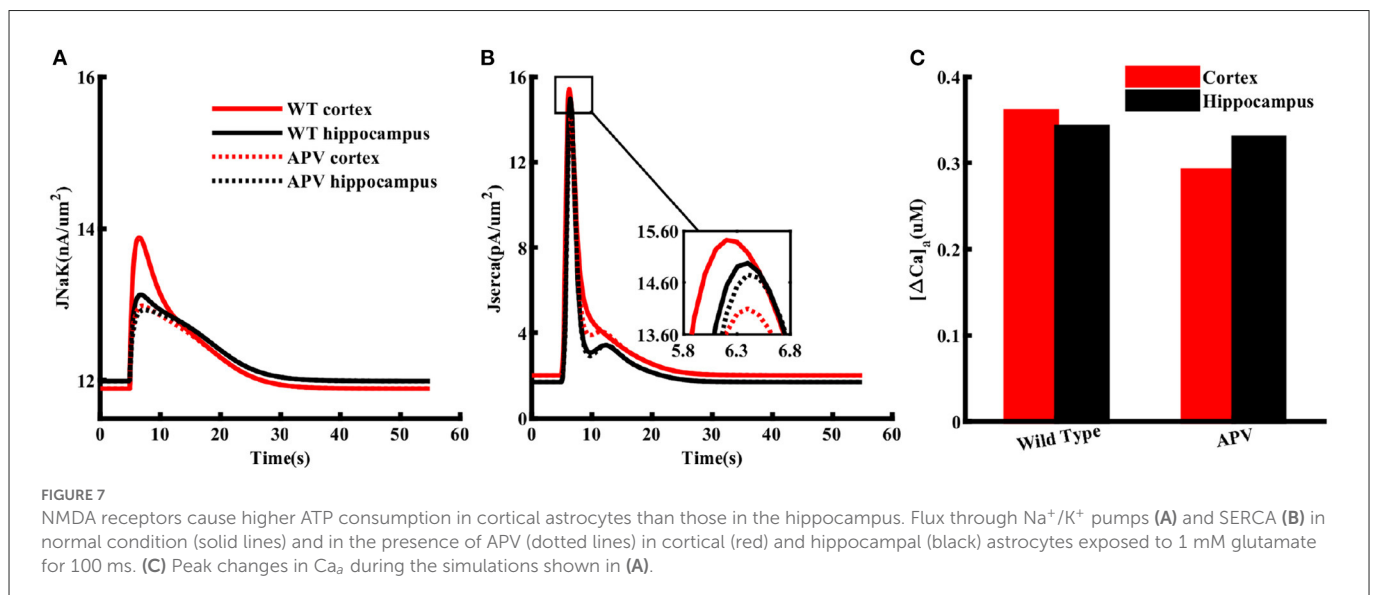 A
JNaK(nA/um²)
16
14
12
0 10 20 30 40 50 60
Time(s)
WT cortex
WT hippocampus
APV cortex
APV hippocampus
B
Jserca(pA/um²)
16
12
8
4
0
0 10 20 30 40 50 60
Time(s)
15.60
14.60
13.60
5.8 6.3 6.8
C
[ΔCa]ₐ(uM)
0.4
0.3
0.2
0.1
0
Cortex
Hippocampus
Wild Type APV
FIGURE 7
NMDA receptors cause higher ATP consumption in cortical astrocytes than those in the hippocampus. Flux through Na⁺/K⁺ pumps (A) and SERCA (B) in
normal condition (solid lines) and in the presence of APV (dotted lines) in cortical (red) and hippocampal (black) astrocytes exposed to 1 mM glutamate
for 100 ms. (C) Peak changes in Caₐ during the simulations shown in (A).